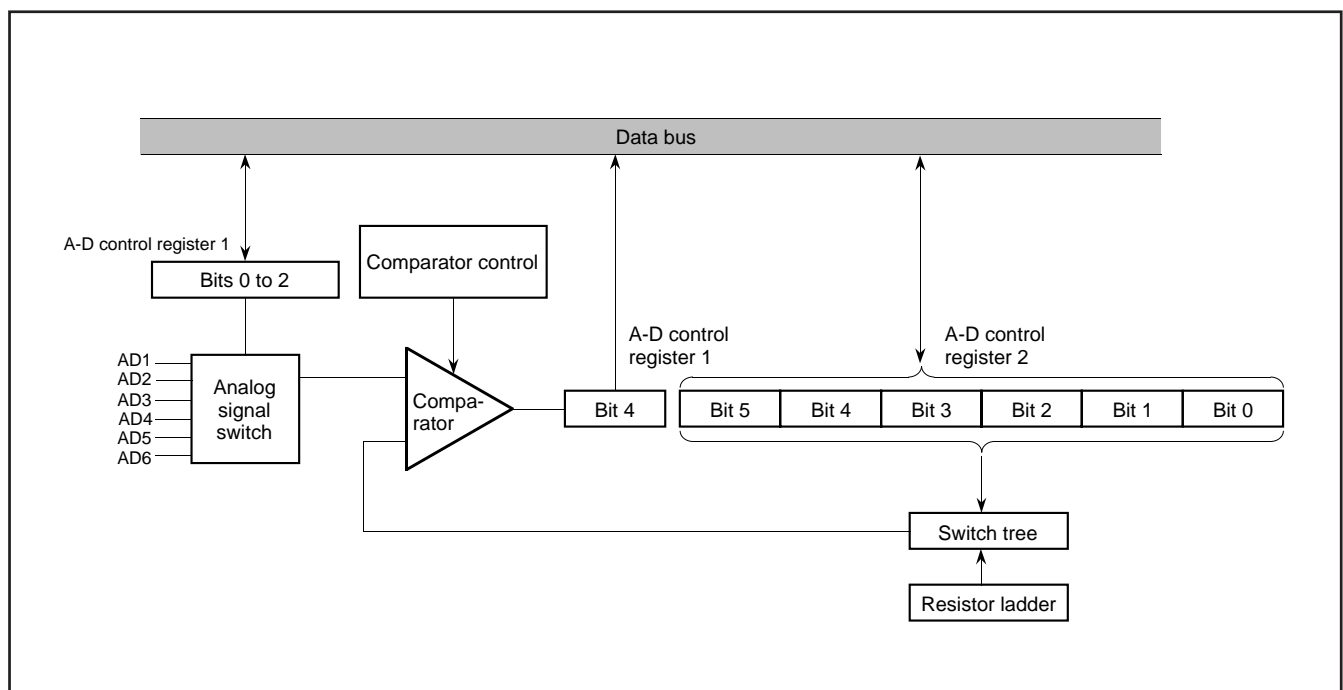 Data bus
A-D control register 1
Bits 0 to 2
Comparator control
AD1
AD2
AD3
AD4
AD5
AD6
Analog
signal
switch
Compa-
rator
Bit 4
A-D control
register 1
A-D control
register 2
Bit 5
Bit 4
Bit 3
Bit 2
Bit 1
Bit 0
Switch tree
Resistor ladder